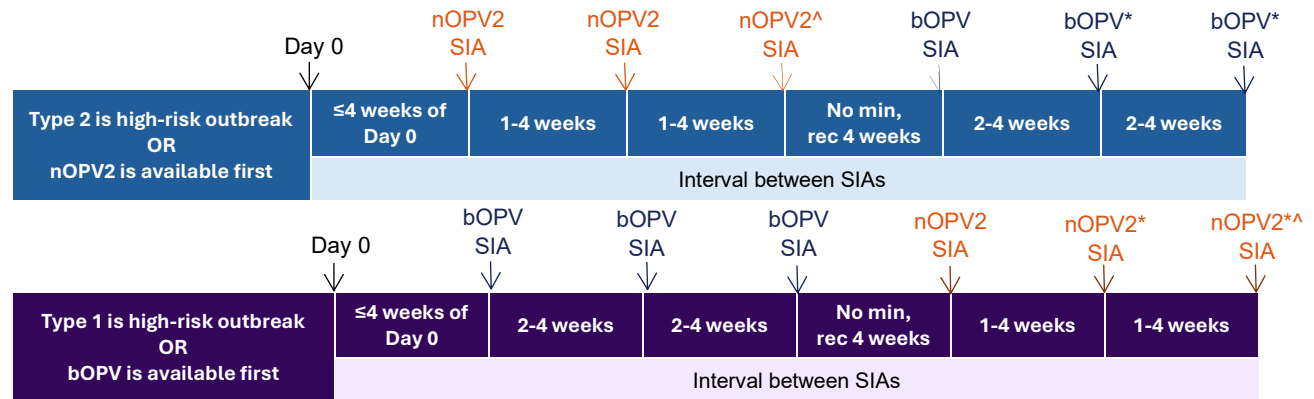 nOPV2 SIA
nOPV2 SIA
nOPV2^ SIA
bOPV SIA
bOPV* SIA
bOPV* SIA
Day 0
Type 2 is high-risk outbreak
OR
nOPV2 is available first
≤4 weeks of Day 0
1-4 weeks
1-4 weeks
No min, rec 4 weeks
2-4 weeks
2-4 weeks
Interval between SIAs
bOPV SIA
bOPV SIA
bOPV SIA
nOPV2 SIA
nOPV2* SIA
nOPV2*^ SIA
Day 0
Type 1 is high-risk outbreak
OR
bOPV is available first
≤4 weeks of Day 0
2-4 weeks
2-4 weeks
No min, rec 4 weeks
1-4 weeks
1-4 weeks
Interval between SIAs